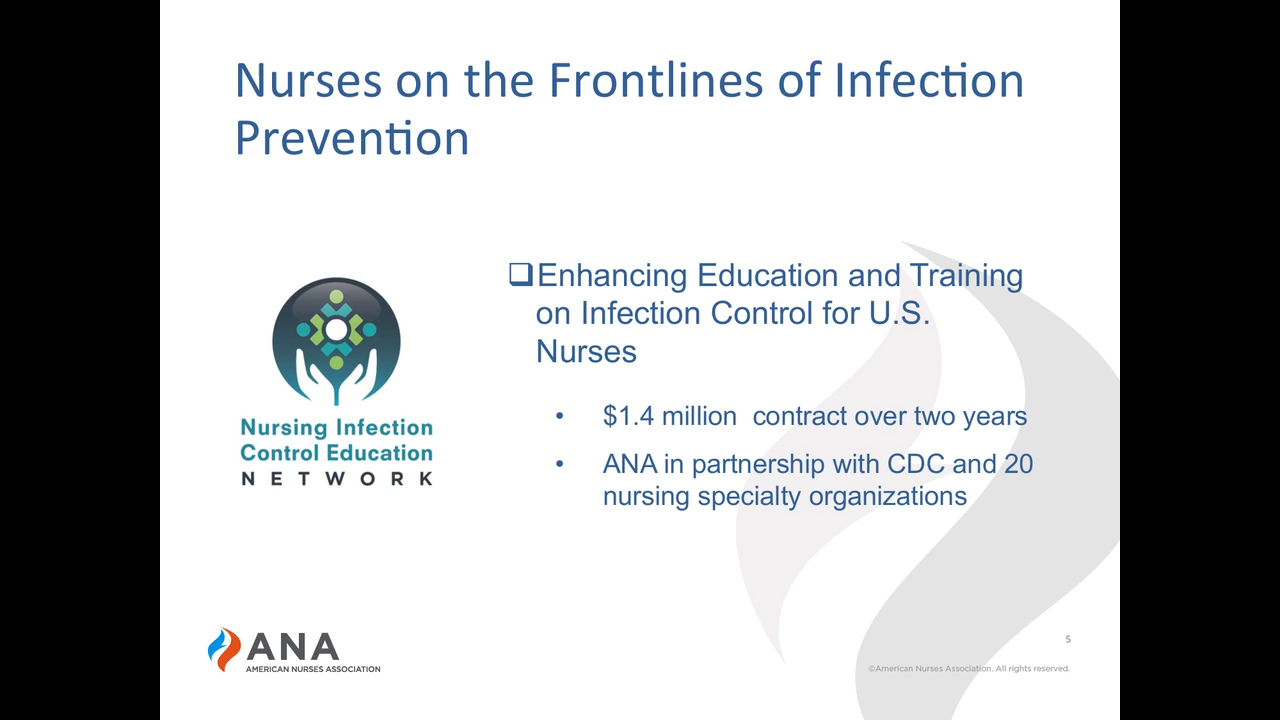 Nurses on the Frontlines of Infection
Prevention
❑Enhancing Education and Training
on Infection Control for U.S.
Nurses
• $1.4 million contract over two years
• ANA in partnership with CDC and 20
nursing specialty organizations
Nursing Infection
Control Education
NETWORK
ANA
AMERICAN NURSES ASSOCIATION
5
©American Nurses Association. All rights reserved.